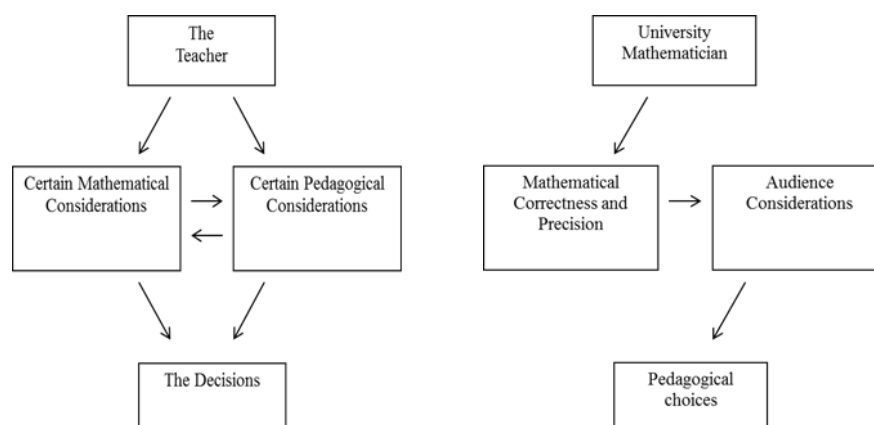 The
Teacher
University
Mathematician
Certain Mathematical
Considerations
Certain Pedagogical
Considerations
Mathematical
Correctness and
Precision
Audience
Considerations
The Decisions
Pedagogical
choices